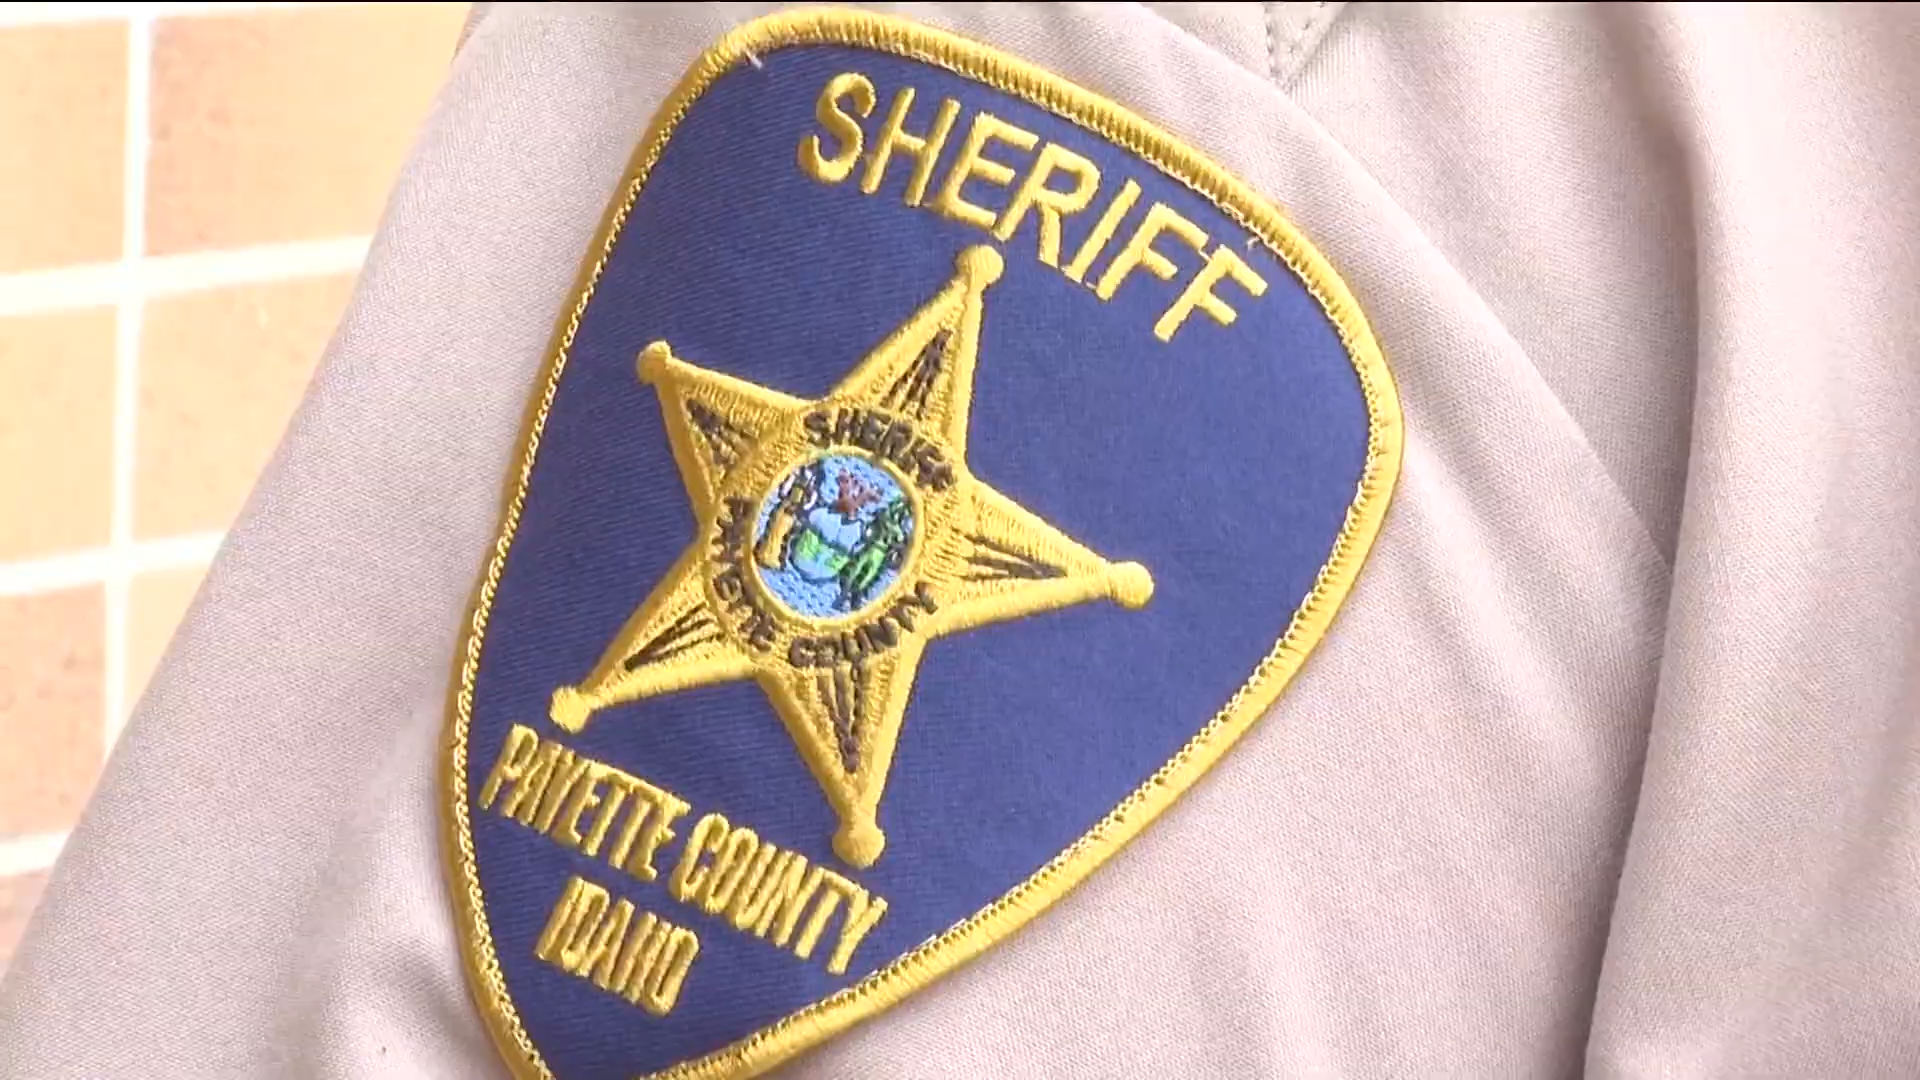 SHERIFF
SHERIFF
PAYETTE COUNTY
PAYETTE COUNTY
IDAHO